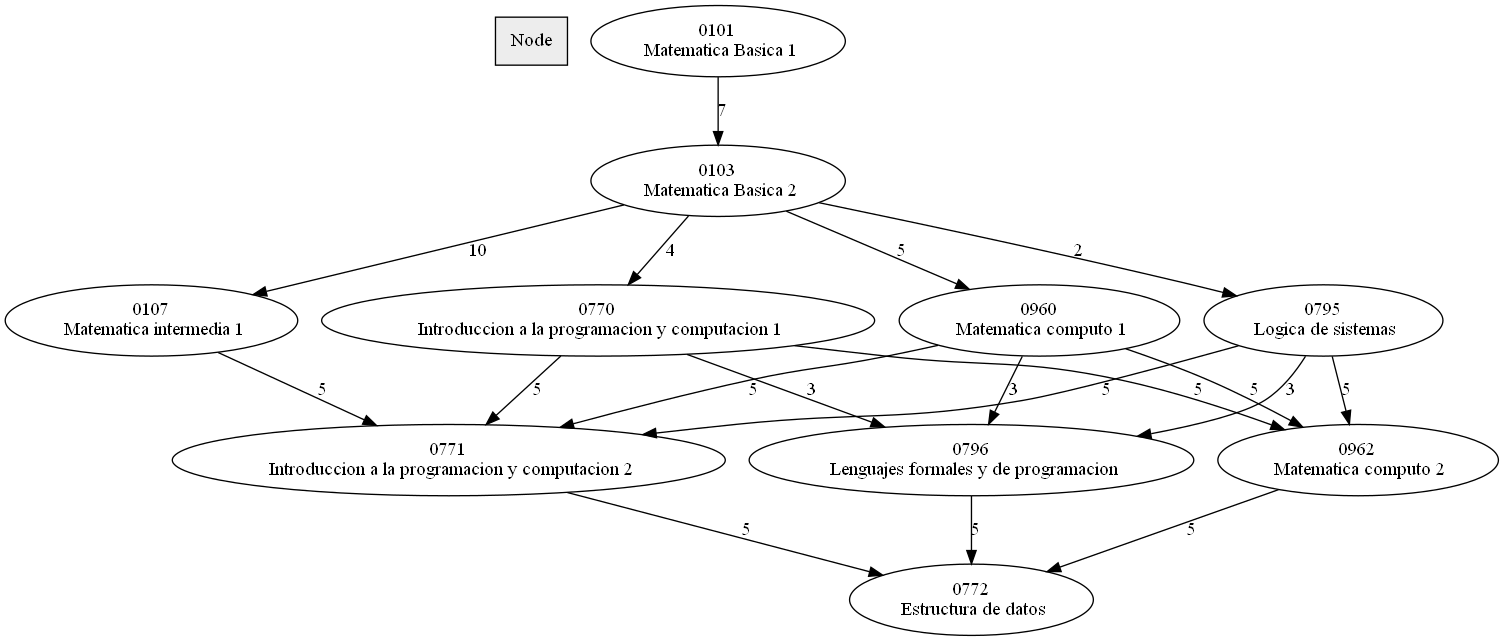 Node
0101
Matematica Basica 1
7
0103
Matematica Basica 2
10
4
5
2
0107
Matematica intermedia 1
0770
Introduccion a la programacion y computacion 1
0960
Matematica computo 1
0795
Logica de sistemas
5
5
3
5
3
5
5
5
3
5
0771
Introduccion a la programacion y computacion 2
0796
Lenguajes formales y de programacion
0962
Matematica computo 2
5
5
5
0772
Estructura de datos